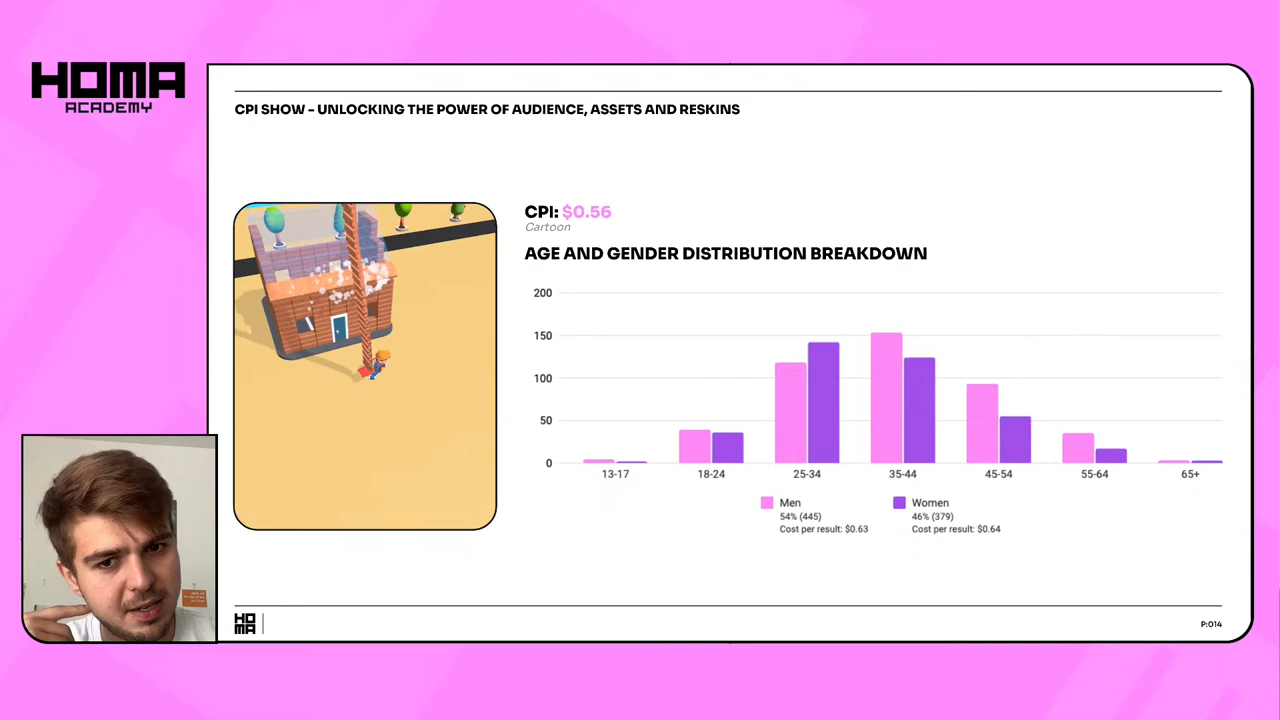 HOMA
ACADEMY
CPI SHOW - UNLOCKING THE POWER OF AUDIENCE, ASSETS AND RESKINS
CPI: $0.56
Cartoon
AGE AND GENDER DISTRIBUTION BREAKDOWN
200
150
100
50
0
13-17 18-24 25-34 35-44 45-54 55-64 65+
Men Women
54% (445) 46% (379)
Cost per result: $0.63 Cost per result: $0.64
HO
MA
P:014